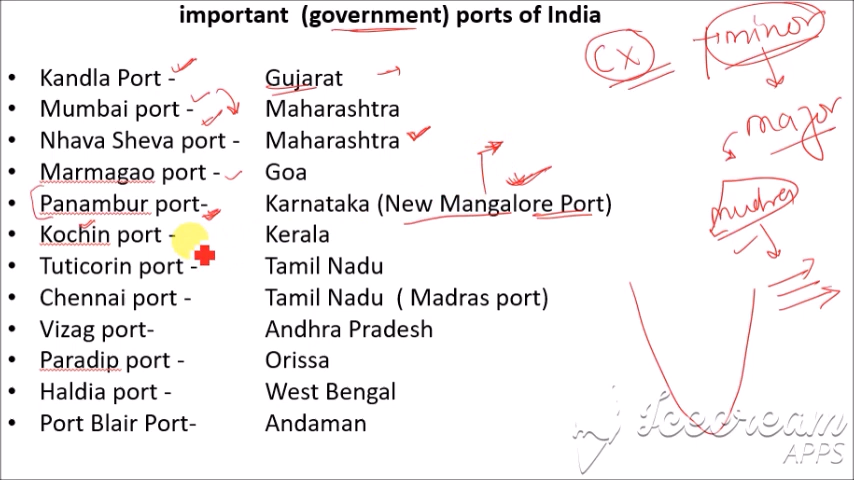 important (government) ports of India
• Kandla Port - Gujarat
• Mumbai port - Maharashtra
• Nhava Sheva port - Maharashtra
• Marmagao port - Goa
• Panambur port- Karnataka (New Mangalore Port)
• Kochin port - Kerala
• Tuticorin port - Tamil Nadu
• Chennai port - Tamil Nadu ( Madras port)
• Vizag port- Andhra Pradesh
• Paradip port - Orissa
• Haldia port - West Bengal
• Port Blair Port- Andaman
CX
minor
major
Icecream
APPS